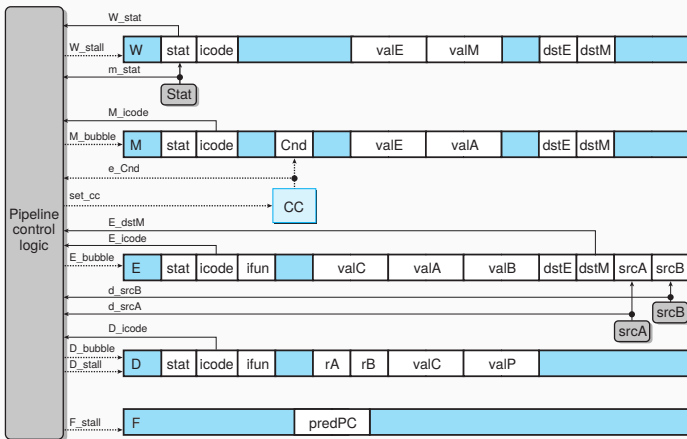 W_stat
W_stall
W stat icode valE valM dstE dstM
m_stat
Stat
M_icode
M_bubble
M stat icode Cnd valE valA dstE dstM
e_Cnd
set_cc
CC
Pipeline
control
logic
E_dstM
E_icode
E_bubble
E stat icode ifun valC valA valB dstE dstM srcA srcB
d_srcB
srcB
d_srcA
srcA
D_icode
D_bubble
D_stall
D stat icode ifun rA rB valC valP
F_stall
F predPC